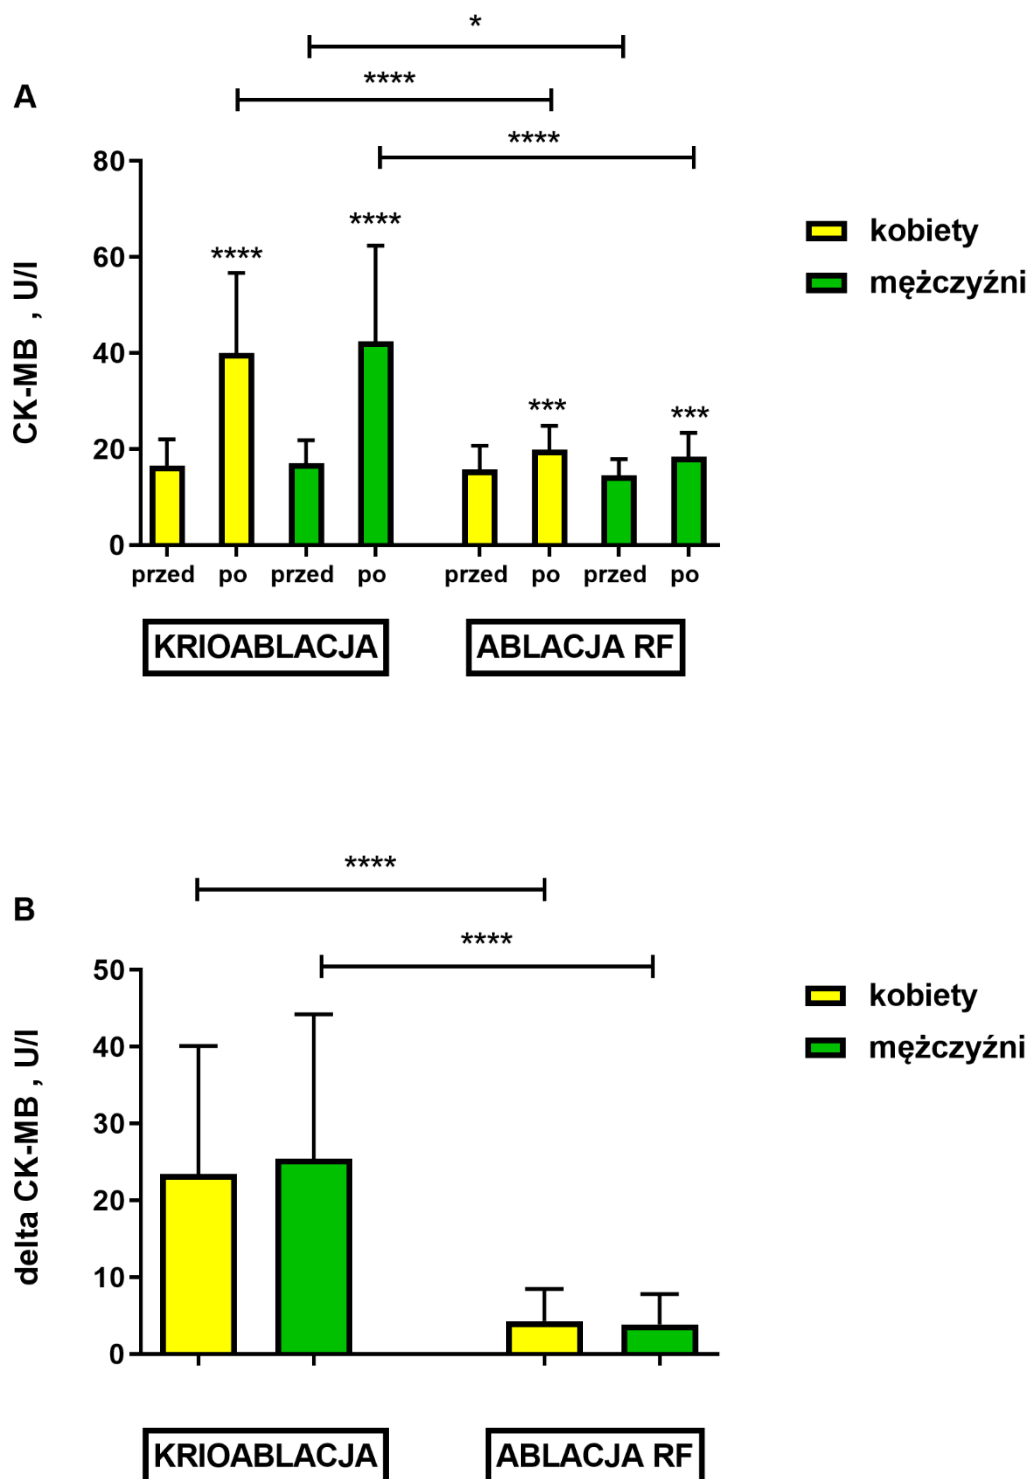 *
****
A
****
80
60
40
20
0
CK-MB , U/l
****
****
***
***
kobiety
mężczyźni
przed po przed po przed po przed po
KRIOABLACJA ABLACJA RF
****
B
****
50
40
30
20
10
0
delta CK-MB , U/l
kobiety
mężczyźni
KRIOABLACJA ABLACJA RF